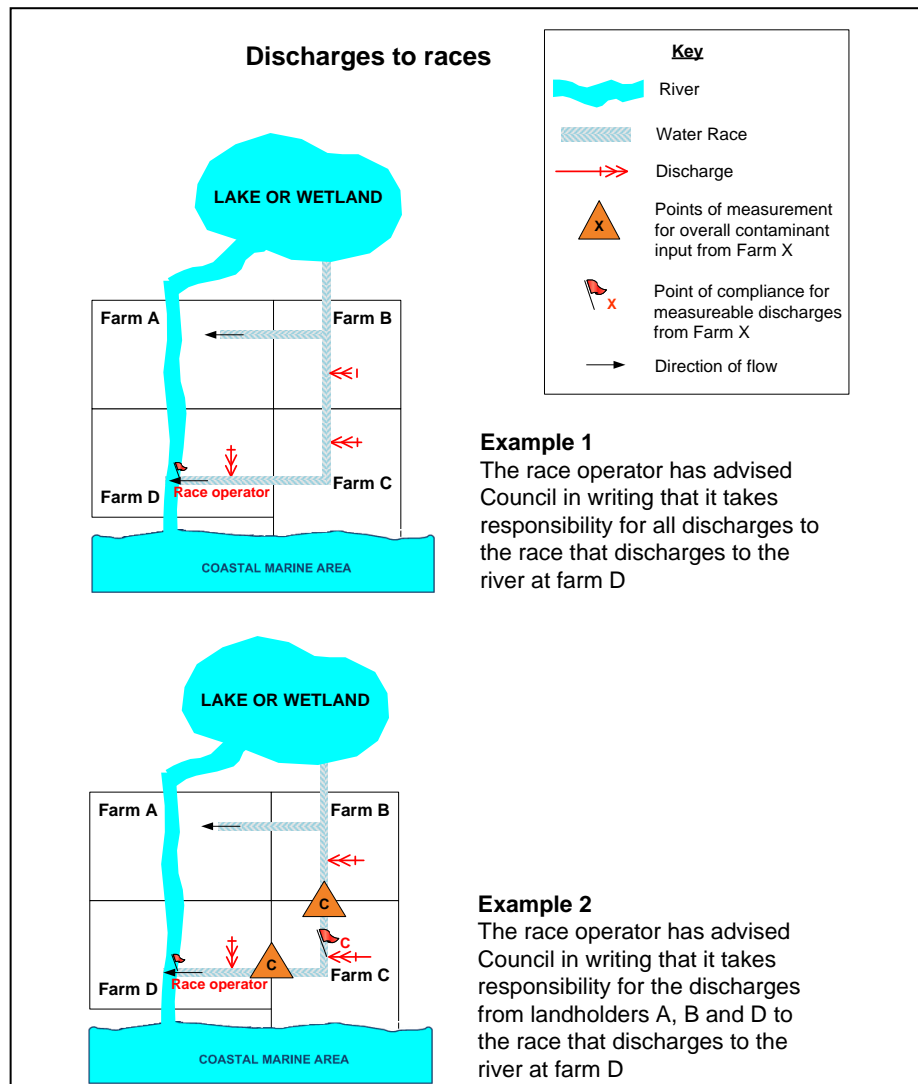 Discharges to races
Key
River
Water Race
Discharge
X
Points of measurement
for overall contaminant
input from Farm X
X
Point of compliance for
measureable discharges
from Farm X
Direction of flow
LAKE OR WETLAND
Farm A
Farm B
Farm D
Race operator
Farm C
COASTAL MARINE AREA
Example 1
The race operator has advised
Council in writing that it takes
responsibility for all discharges to
the race that discharges to the
river at farm D
LAKE OR WETLAND
Farm A
Farm B
C
C
C
Farm D
Race operator
Farm C
COASTAL MARINE AREA
Example 2
The race operator has advised
Council in writing that it takes
responsibility for the discharges
from landholders A, B and D to
the race that discharges to the
river at farm D